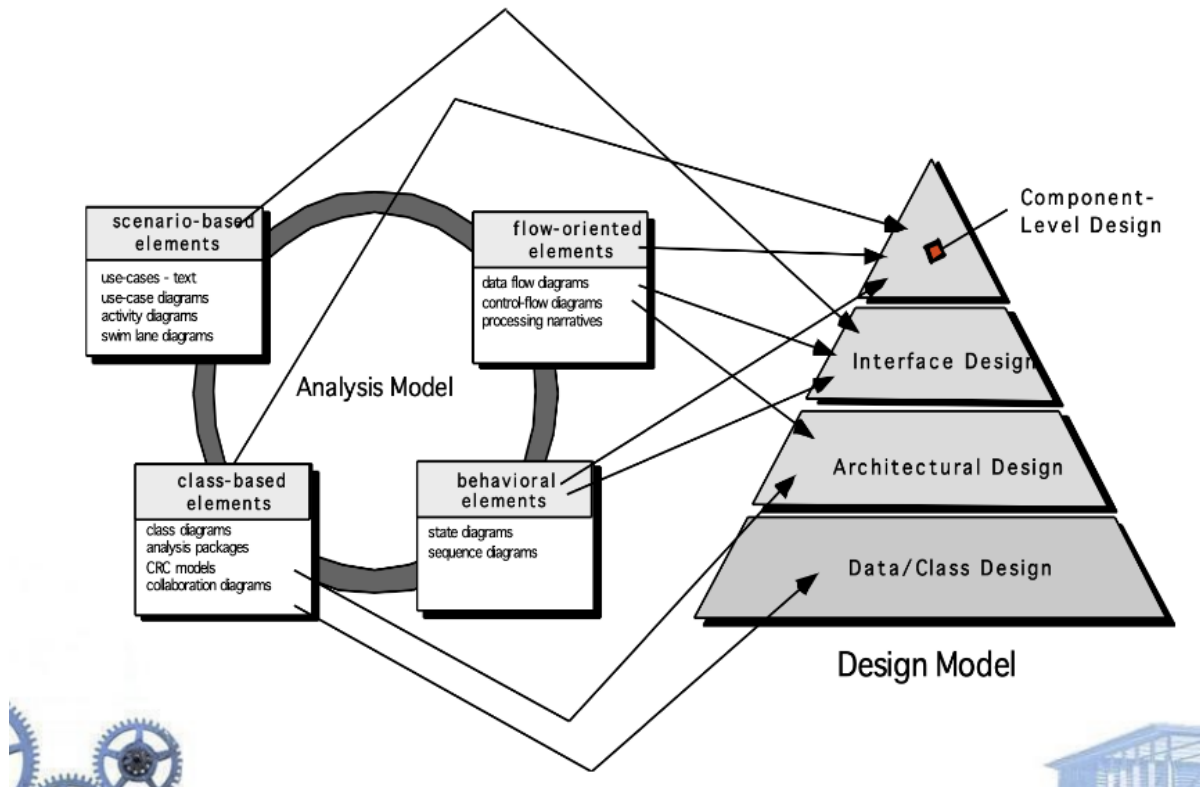 scenario-based
elements
use-cases - text
use-case diagrams
activity diagrams
swim lane diagrams
flow-oriented
elements
data flow diagrams
control-flow diagrams
processing narratives
Analysis Model
class-based
elements
class diagrams
analysis packages
CRC models
collaboration diagrams
behavioral
elements
state diagrams
sequence diagrams
Component-
Level Design
Interface Design
Architectural Design
Data/Class Design
Design Model